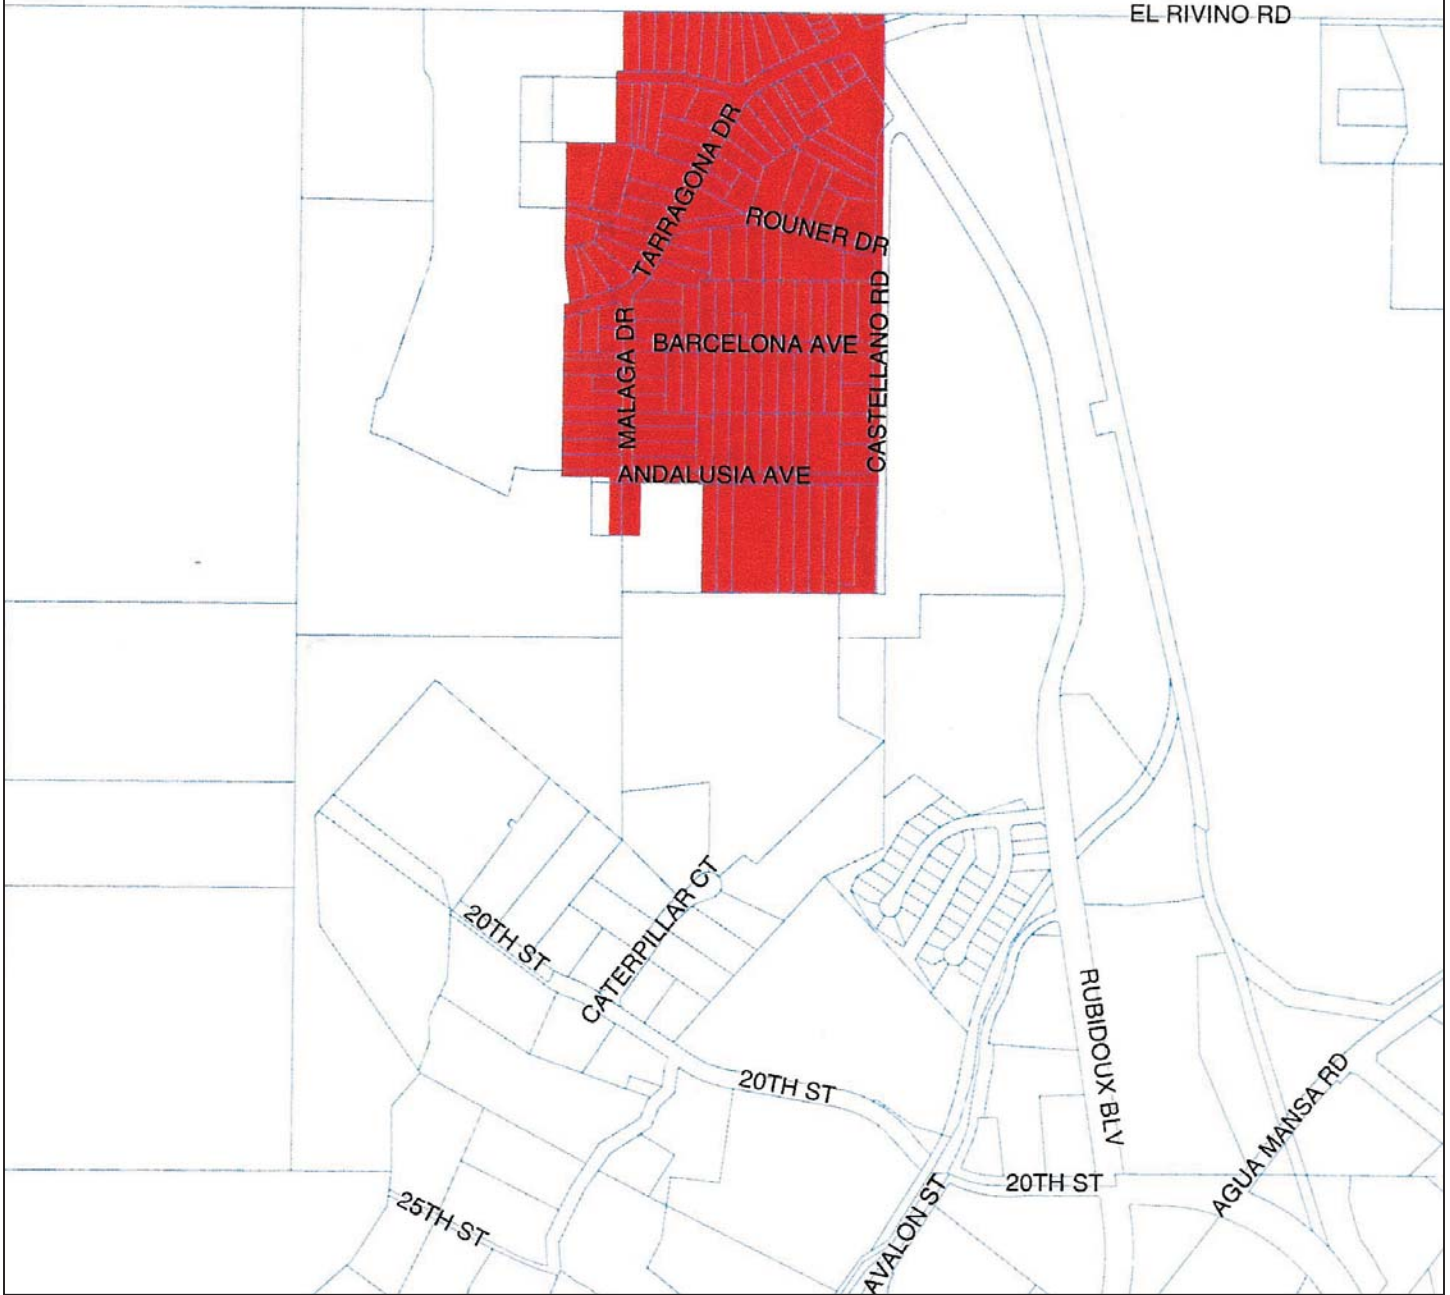 EL RIVINO RD
TARRAGONA DR
ROUNER DR
CASTELLANO RD
MALAGA DR
BARCELONA AVE
ANDALUSIA AVE
CATERPILLAR CT
20TH ST
RUBIDOUX BLV
20TH ST
AGUA MANSA RD
20TH ST
AVALON ST
25TH ST